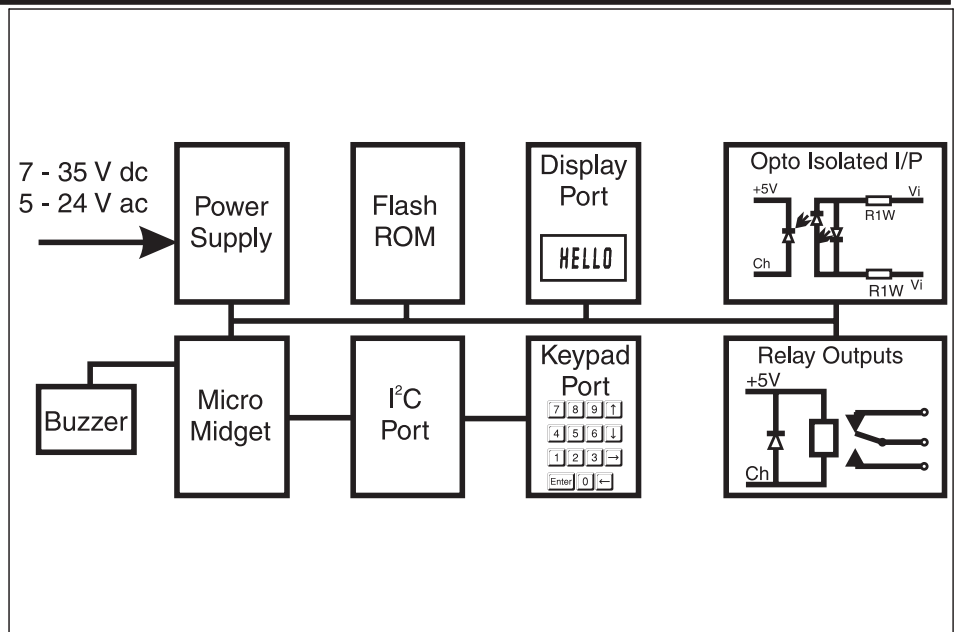 7 - 35 V dc
5 - 24 V ac
Power
Supply
Flash
ROM
Display
Port
HELLO
Opto Isolated I/P
+5V
Vi
R1W
Ch
R1W
Vi
Buzzer
Micro
Midget
I²C
Port
Keypad
Port
7 8 9 ↑
4 5 6 ↓
1 2 3 →
Enter 0 ←
Relay Outputs
+5V
Ch